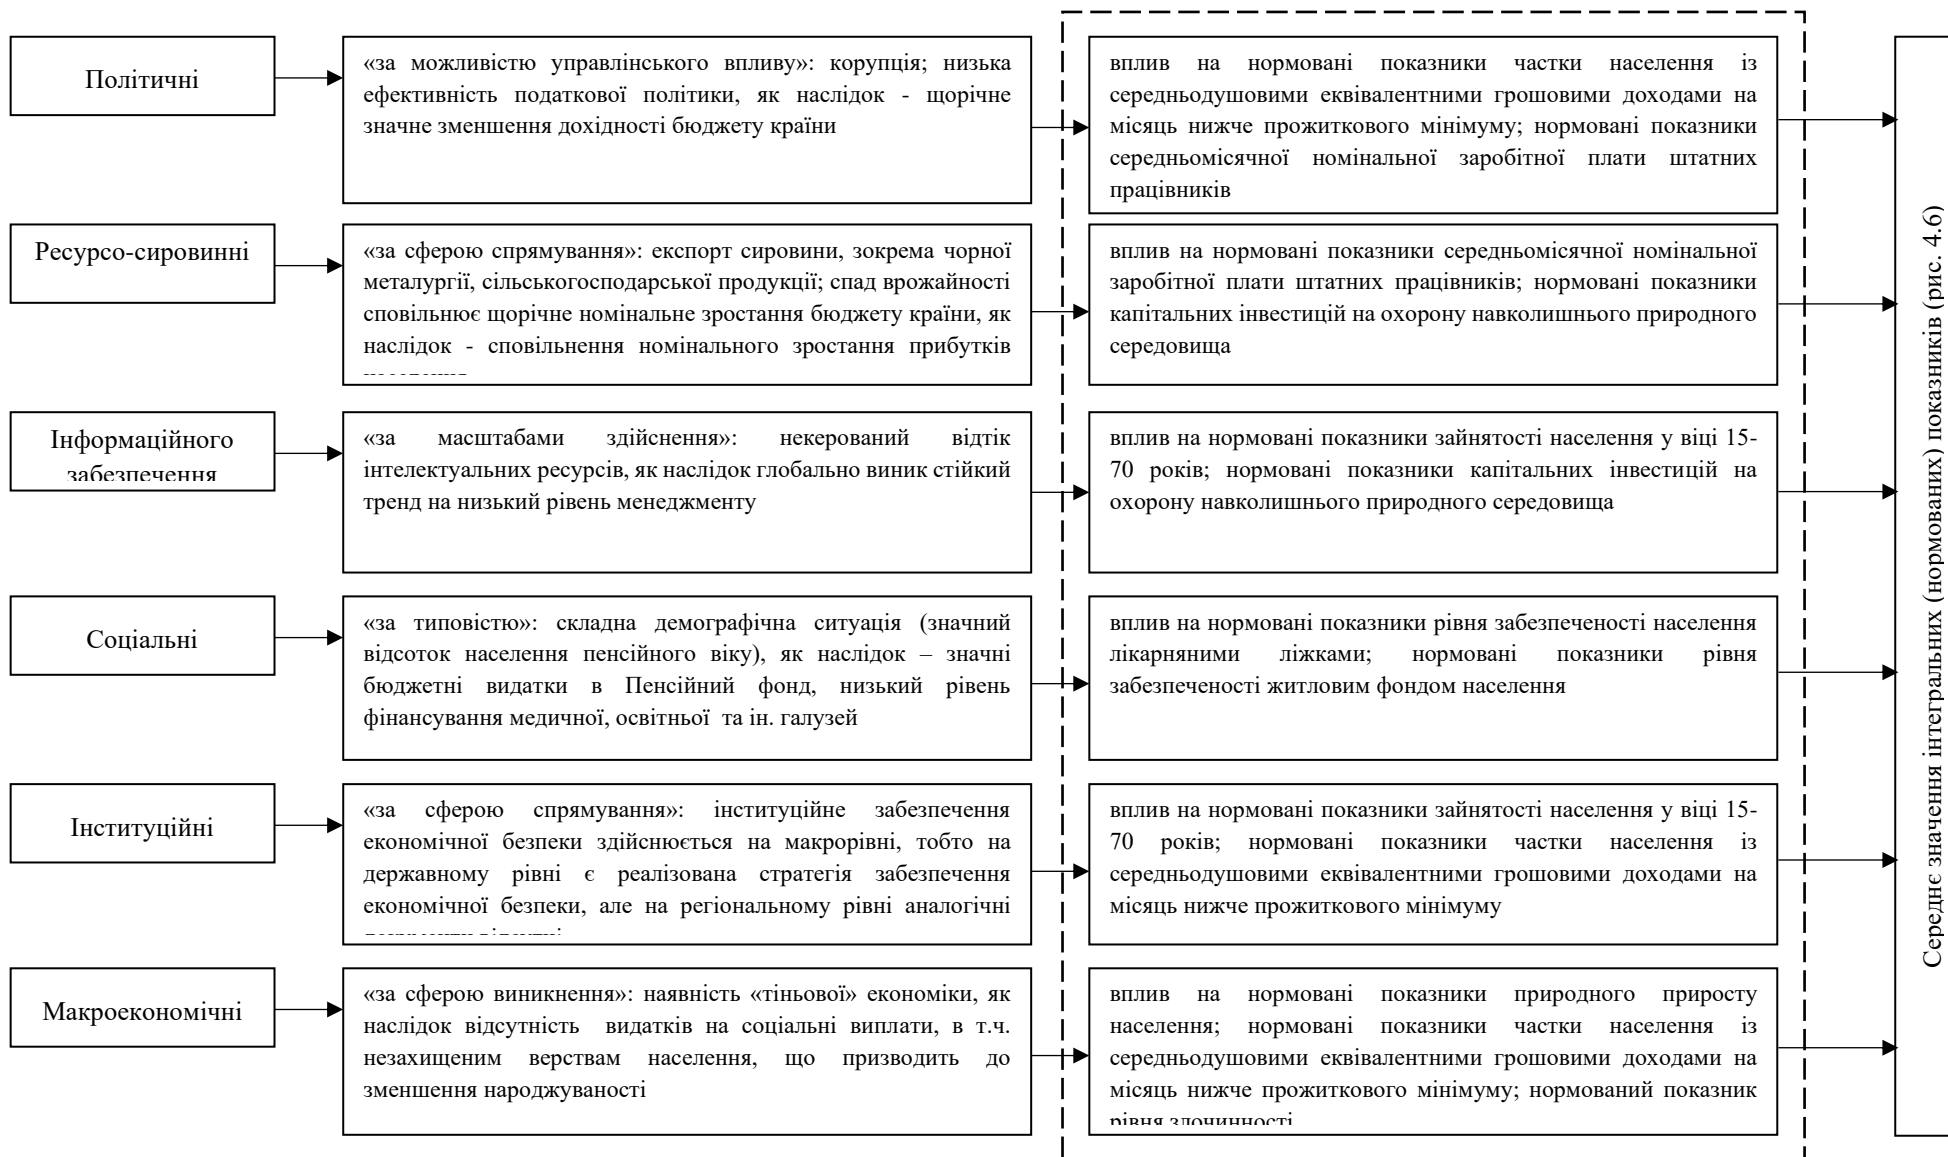 Політичні
«за можливістю управлінського впливу»: корупція; низька
ефективність податкової політики, як наслідок - щорічне
значне зменшення дохідності бюджету країни
вплив на нормовані показники частки населення із
середньодушовими еквівалентними грошовими доходами на
місяць нижче прожиткового мінімуму; нормовані показники
середньомісячної номінальної заробітної плати штатних
працівників
Ресурсо-сировинні
«за сферою спрямування»: експорт сировини, зокрема чорної
металургії, сільськогосподарської продукції; спад врожайності
сповільнює щорічне номінальне зростання бюджету країни, як
наслідок - сповільнення номінального зростання прибутків
вплив на нормовані показники середньомісячної номінальної
заробітної плати штатних працівників; нормовані показники
капітальних інвестицій на охорону навколишнього природного
середовища
Інформаційного
забезпечення
«за масштабами здійснення»: некерований відтік
інтелектуальних ресурсів, як наслідок глобально виник стійкий
тренд на низький рівень менеджменту
вплив на нормовані показники зайнятості населення у віці 15-
70 років; нормовані показники капітальних інвестицій на
охорону навколишнього природного середовища
Соціальні
«за типовістю»: складна демографічна ситуація (значний
відсоток населення пенсійного віку), як наслідок – значні
бюджетні видатки в Пенсійний фонд, низький рівень
фінансування медичної, освітньої та ін. галузей
вплив на нормовані показники рівня забезпеченості населення
лікарняними ліжками; нормовані показники рівня
забезпеченості житловим фондом населення
Інституційні
«за сферою спрямування»: інституційне забезпечення
економічної безпеки здійснюється на макрорівні, тобто на
державному рівні є реалізована стратегія забезпечення
економічної безпеки, але на регіональному рівні аналогічні
вплив на нормовані показники зайнятості населення у віці 15-
70 років; нормовані показники частки населення із
середньодушовими еквівалентними грошовими доходами на
місяць нижче прожиткового мінімуму
Макроекономічні
«за сферою виникнення»: наявність «тіньової» економіки, як
наслідок відсутність видатків на соціальні виплати, в т.ч.
незахищеним верствам населення, що призводить до
зменшення народжуваності
вплив на нормовані показники природного приросту
населення; нормовані показники частки населення із
середньодушовими еквівалентними грошовими доходами на
місяць нижче прожиткового мінімуму; нормований показник
рівня злочинності
Середнє значення інтегральних (нормованих) показників (рис. 4.6)